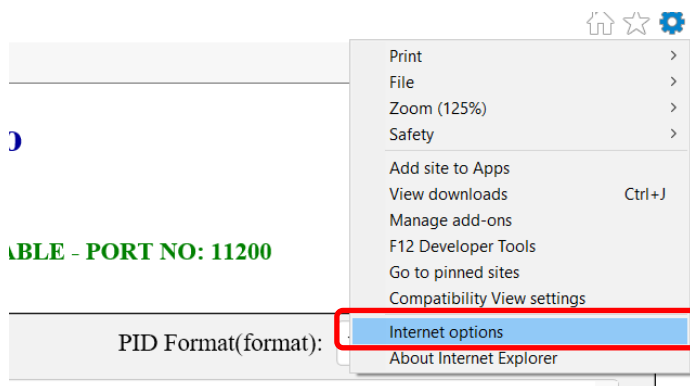 Print
File
Zoom (125%)
O
Safety
Add site to Apps
View downloads Ctrl+J
Manage add-ons
ABLE - PORT NO: 11200
F12 Developer Tools
Go to pinned sites
Compatibility View settings
PID Format(format):
Internet options
About Internet Explorer